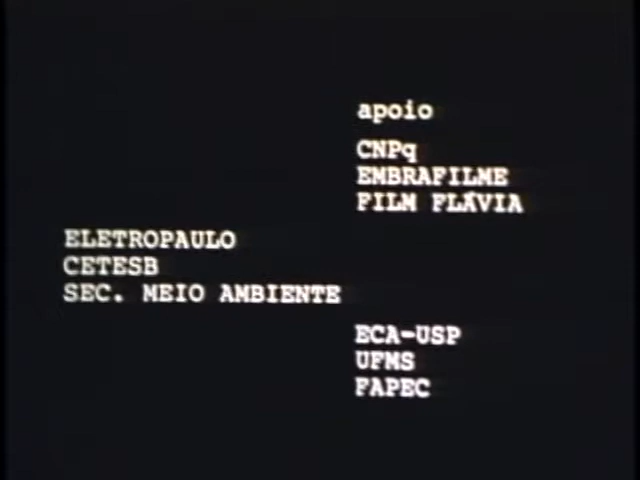 apoio
CNPq
EMBRAFILME
FILM FLÁVIA
ELETROPAULO
CETESB
SEC. MEIO AMBIENTE
ECA-USP
UFMS
FAPEC